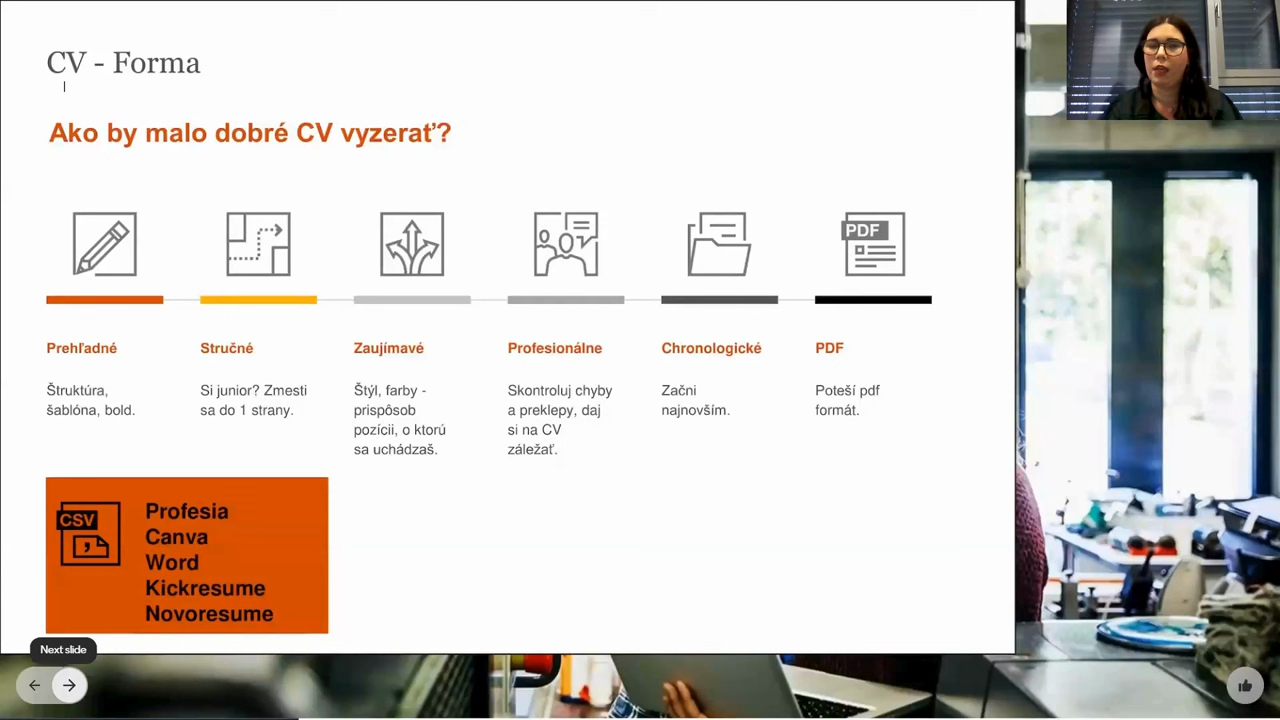 CV - Forma
Ako by malo dobré CV vyzerať?
PDF
Prehľadné
Štruktúra,
šablóna, bold.
Stručné
Si junior? Zmesti
sa do 1 strany.
Zaujímavé
Štýl, farby -
prispôsob
pozícii, o ktorú
sa uchádzaš.
Profesionálne
Skontroluj chyby
a preklepy, daj
si na CV
záležať.
Chronologické
Začni
najnovším.
PDF
Poteší pdf
formát.
CSV
Profesia
Canva
Word
Kickresume
Novoresume
Next slide